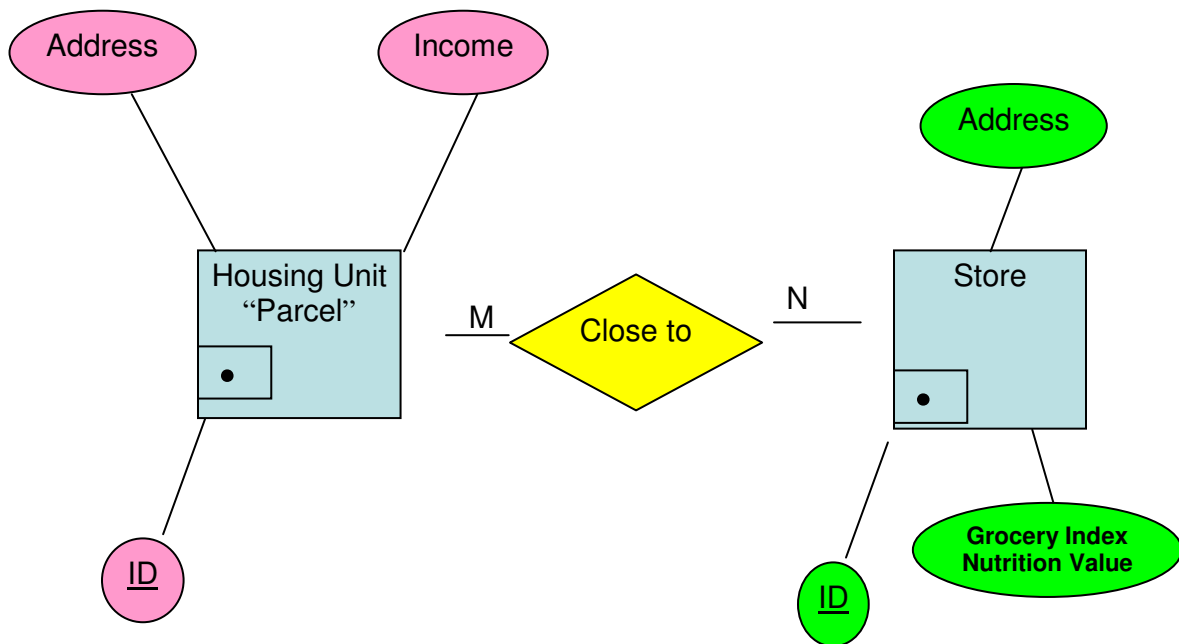 Address
Income
Address
Housing Unit
“Parcel”
M
Close to
N
Store
ID
Grocery Index
Nutrition Value
ID